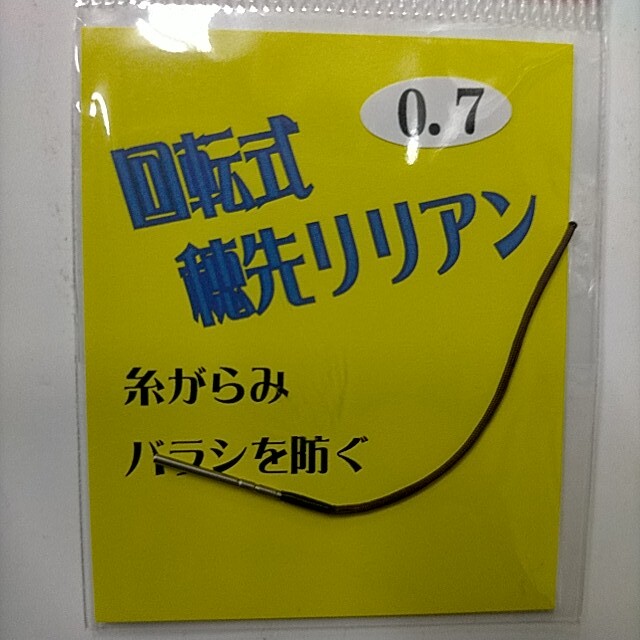 0.7
回転式
穂先リリアン
糸がらみ
バラシを防ぐ